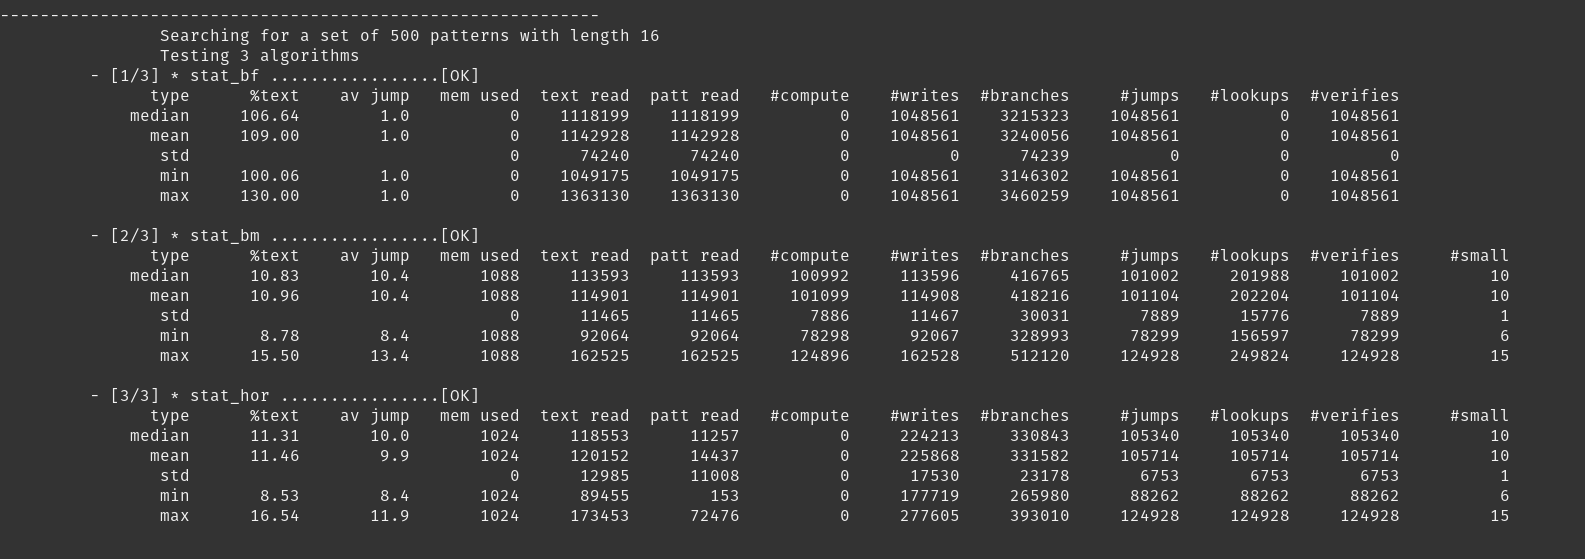 ------------------------------------------------------------
Searching for a set of 500 patterns with length 16
Testing 3 algorithms
- [1/3] * stat_bf .................[OK]
type %text av jump mem used text read patt read #compute #writes #branches #jumps #lookups #verifies
median 106.64 1.0 0 1118199 1118199 0 1048561 3215323 1048561 0 1048561
mean 109.00 1.0 0 1142928 1142928 0 1048561 3240056 1048561 0 1048561
std 0 74240 74240 0 0 74239 0 0 0
min 100.06 1.0 0 1049175 1049175 0 1048561 3146302 1048561 0 1048561
max 130.00 1.0 0 1363130 1363130 0 1048561 3460259 1048561 0 1048561
- [2/3] * stat_bm .................[OK]
type %text av jump mem used text read patt read #compute #writes #branches #jumps #lookups #verifies #small
median 10.83 10.4 1088 113593 113593 100992 113596 416765 101002 201988 101002 10
mean 10.96 10.4 1088 114901 114901 101099 114908 418216 101104 202204 101104 10
std 0 11465 11465 7886 11467 30031 7889 15776 7889 1
min 8.78 8.4 1088 92064 92064 78298 92067 328993 78299 156597 78299 6
max 15.50 13.4 1088 162525 162525 124896 162528 512120 124928 249824 124928 15
- [3/3] * stat_hor ................[OK]
type %text av jump mem used text read patt read #compute #writes #branches #jumps #lookups #verifies #small
median 11.31 10.0 1024 118553 11257 0 224213 330843 105340 105340 105340 10
mean 11.46 9.9 1024 120152 14437 0 225868 331582 105714 105714 105714 10
std 0 12985 11008 0 17530 23178 6753 6753 6753 1
min 8.53 8.4 1024 89455 153 0 177719 265980 88262 88262 88262 6
max 16.54 11.9 1024 173453 72476 0 277605 393010 124928 124928 124928 15